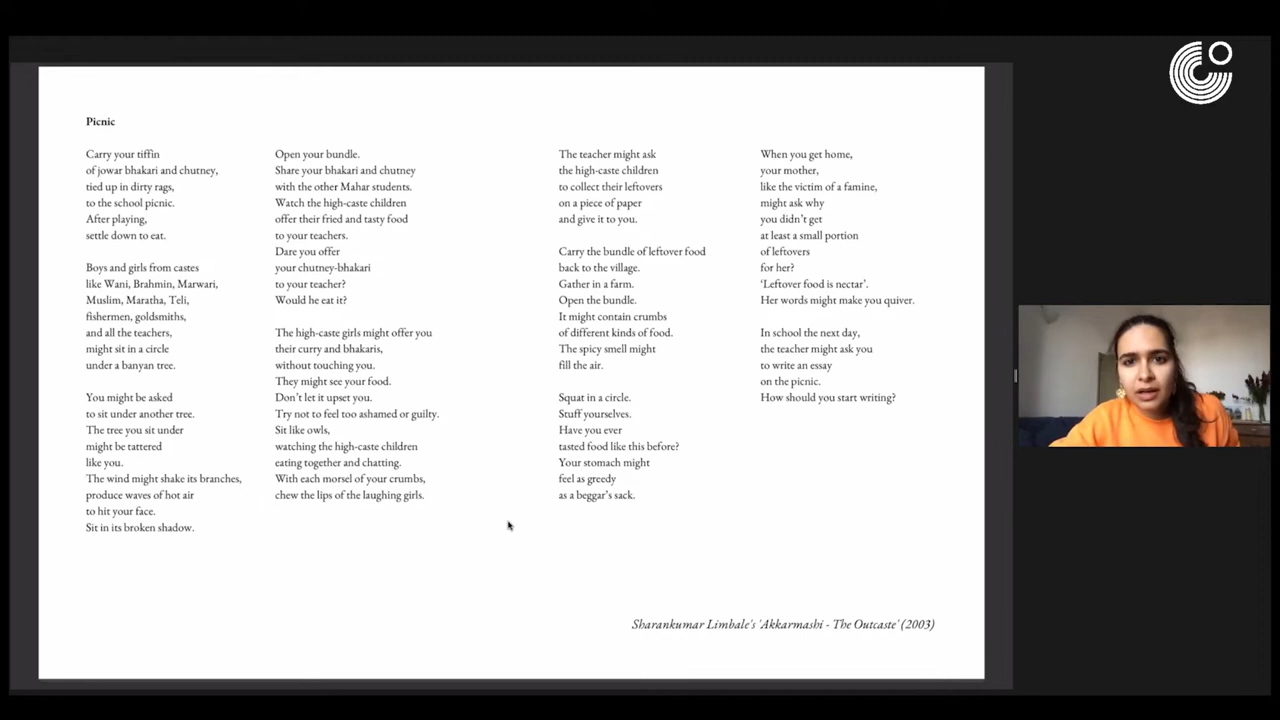 Picnic
Carry your tiffin
of jowar bhakari and chutney,
tied up in dirty rags,
to the school picnic.
After playing,
settle down to eat.
Boys and girls from castes
like Wani, Brahmin, Marwari,
Muslim, Maratha, Teli,
fishermen, goldsmiths,
and all the teachers,
might sit in a circle
under a banyan tree.
You might be asked
to sit under another tree.
The tree you sit under
might be tattered
like you.
The wind might shake its branches,
produce waves of hot air
to hit your face.
Sit in its broken shadow.
Open your bundle.
Share your bhakari and chutney
with the other Mahar students.
Watch the high-caste children
offer their fried and tasty food
to your teachers.
Dare you offer
your chutney-bhakari
to your teacher?
Would he eat it?
The high-caste girls might offer you
their curry and bhakaris,
without touching you.
They might see your food.
Don't let it upset you.
Try not to feel too ashamed or guilty.
Sit like owls,
watching the high-caste children
eating together and chatting.
With each morsel of your crumbs,
chew the lips of the laughing girls.
The teacher might ask
the high-caste children
to collect their leftovers
on a piece of paper
and give it to you.
Carry the bundle of leftover food
back to the village.
Gather in a farm.
Open the bundle.
It might contain crumbs
of different kinds of food.
The spicy smell might
fill the air.
Squat in a circle.
Stuff yourselves.
Have you ever
tasted food like this before?
Your stomach might
feel as greedy
as a beggar's sack.
When you get home,
your mother,
like the victim of a famine,
might ask why
you didn't get
at least a small portion
of leftovers
for her?
'Leftover food is nectar'.
Her words might make you quiver.
In school the next day,
the teacher might ask you
to write an essay
on the picnic.
How should you start writing?
Sharankumar Limbale's 'Akkarmashi - The Outcaste' (2003)